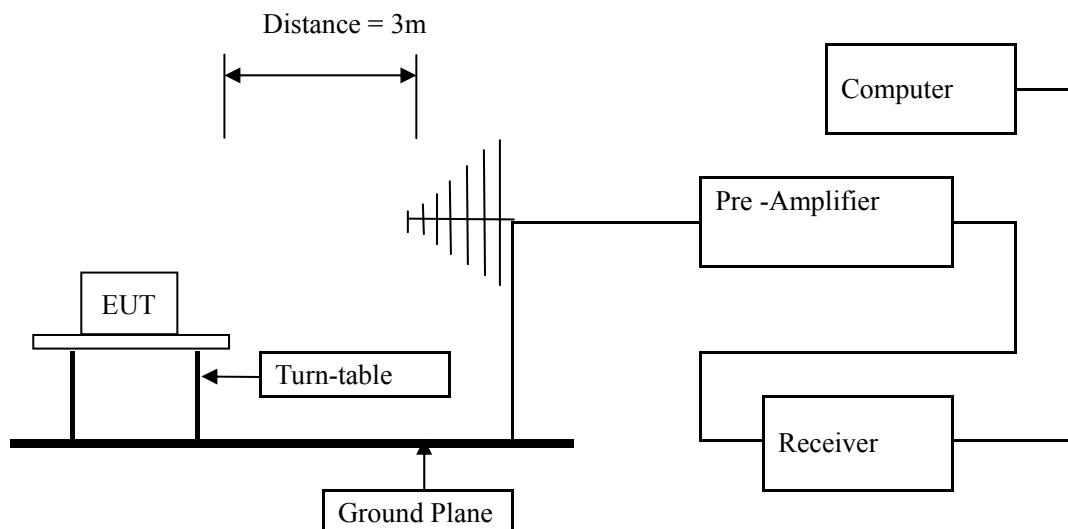 Distance = 3m
Computer
Pre -Amplifier
EUT
Turn-table
Receiver
Ground Plane